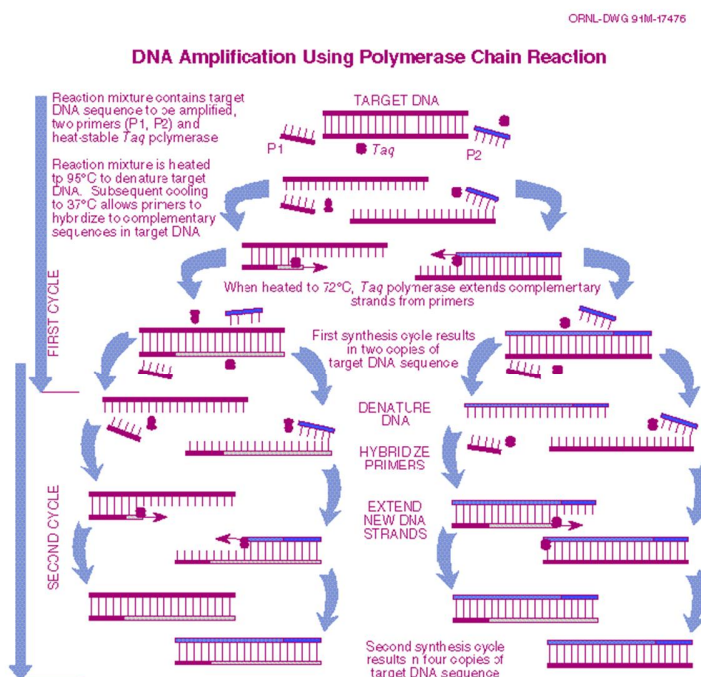 ORNL-DWG 91M-17476
DNA Amplification Using Polymerase Chain Reaction
Reaction mixture contains target
DNA sequence to be amplified,
two primers (P1, P2) and
heat-stable Taq polymerase
TARGET DNA
P1
Taq
P2
Reaction mixture is heated
tp 95°C to denature target
DNA. Subsequent cooling
to 37°C allows primers to
hybridize to complementary
sequences in target DNA
When heated to 72°C, Taq polymerase extends complementary
strands from primers
FIRST CYCLE
First synthesis cycle results
in two copies of
target DNA sequence
DENATURE
DNA
HYBRIDZE
PRIMERS
SECOND CYCLE
EXTEND
NEW DNA
STRANDS
Second synthesis cycle
results in four copies of
target DNA sequence